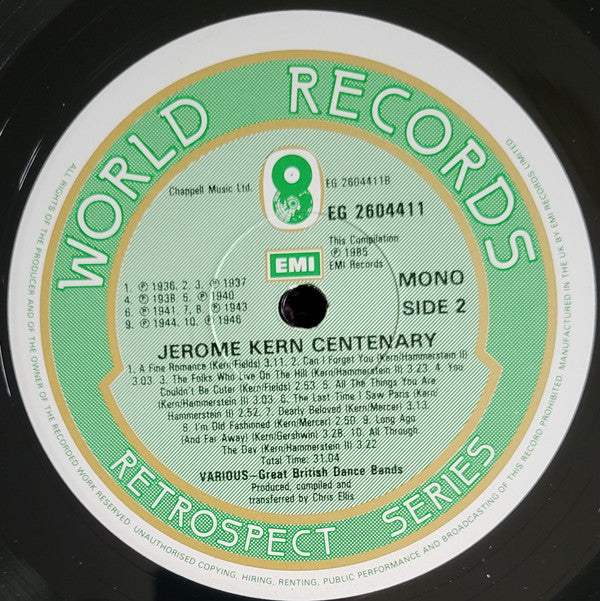 WORLD RECORDS
Chappell Music Ltd.
8
EG 2604411B
EG 2604411
This Compilation
℗ 1985
EMI Records
EMI
MONO
SIDE 2
1. ℗ 1936. 2, 3. ℗ 1937
4. ℗ 1938. 5. ℗ 1940
6. ℗ 1941. 7, 8. ℗ 1943
9. ℗ 1944. 10. ℗ 1946
JEROME KERN CENTENARY
1. A Fine Romance (Kern/Fields) 3.11. 2. Can I Forget You (Kern/Hammerstein II)
3.03. 3. The Folks Who Live On The Hill (Kern/Hammerstein II) 3.23. 4. You
Couldn't Be Cuter (Kern/Fields) 2.53. 5. All The Things You Are
(Kern/Hammerstein II) 3.03. 6. The Last Time I Saw Paris (Kern/
Hammerstein II) 2.52. 7. Dearly Beloved (Kern/Mercer) 3.13.
8. I'm Old Fashioned (Kern/Mercer) 2.50. 9. Long Ago
(And Far Away) (Kern/Gershwin) 3.28. 10. All Through
The Day (Kern/Hammerstein II) 3.22
Total Time: 31.04
VARIOUS—Great British Dance Bands
Produced, compiled and
transferred by Chris Ellis
RETROSPECT SERIES
ALL RIGHTS OF THE PRODUCER AND OF THE OWNER OF THE RECORDED WORK RESERVED. UNAUTHORISED COPYING, HIRING, RENTING, PUBLIC PERFORMANCE AND BROADCASTING OF THIS RECORD PROHIBITED. MANUFACTURED IN THE UK BY EMI RECORDS LIMITED